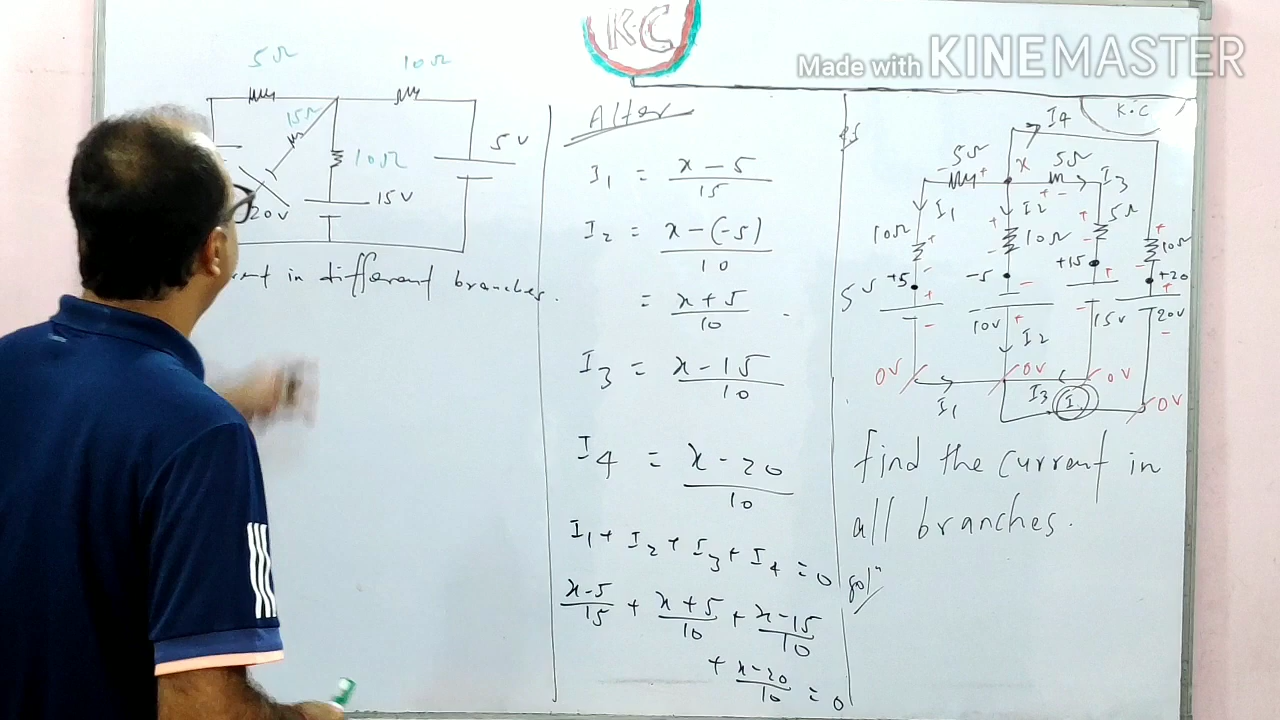 K.C
Made with KINEMASTER
5Ω 10Ω
15Ω
10Ω
5V
20V
15V
in different branches.
Alter
I1 = x - 5 / 15
I2 = x - (-5) / 10
= x + 5 / 10
I3 = x - 15 / 10
I4 = x - 20 / 10
I1 + I2 + I3 + I4 = 0
x-5 / 15 + x+5 / 10 + x-15 / 10
+ x-20 / 10 = 0
K.C
I4
5Ω x 5Ω I3
I1 I2 5Ω
10Ω 10Ω 10Ω
5V +5 -5 +15 +20
10V 15V 20V
I2
0V 0V 0V
I1 I3 I 0V
find the current in
all branches.
Sol^n